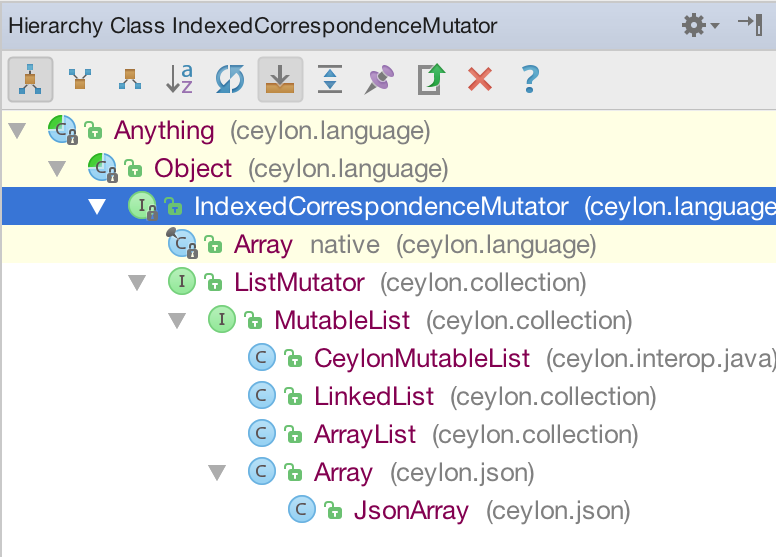 Hierarchy Class IndexedCorrespondenceMutator
Anything (ceylon.language)
Object (ceylon.language)
IndexedCorrespondenceMutator (ceylon.language
Array native (ceylon.language)
ListMutator (ceylon.collection)
MutableList (ceylon.collection)
CeylonMutableList (ceylon.interop.java)
LinkedList (ceylon.collection)
ArrayList (ceylon.collection)
Array (ceylon.json)
JsonArray (ceylon.json)